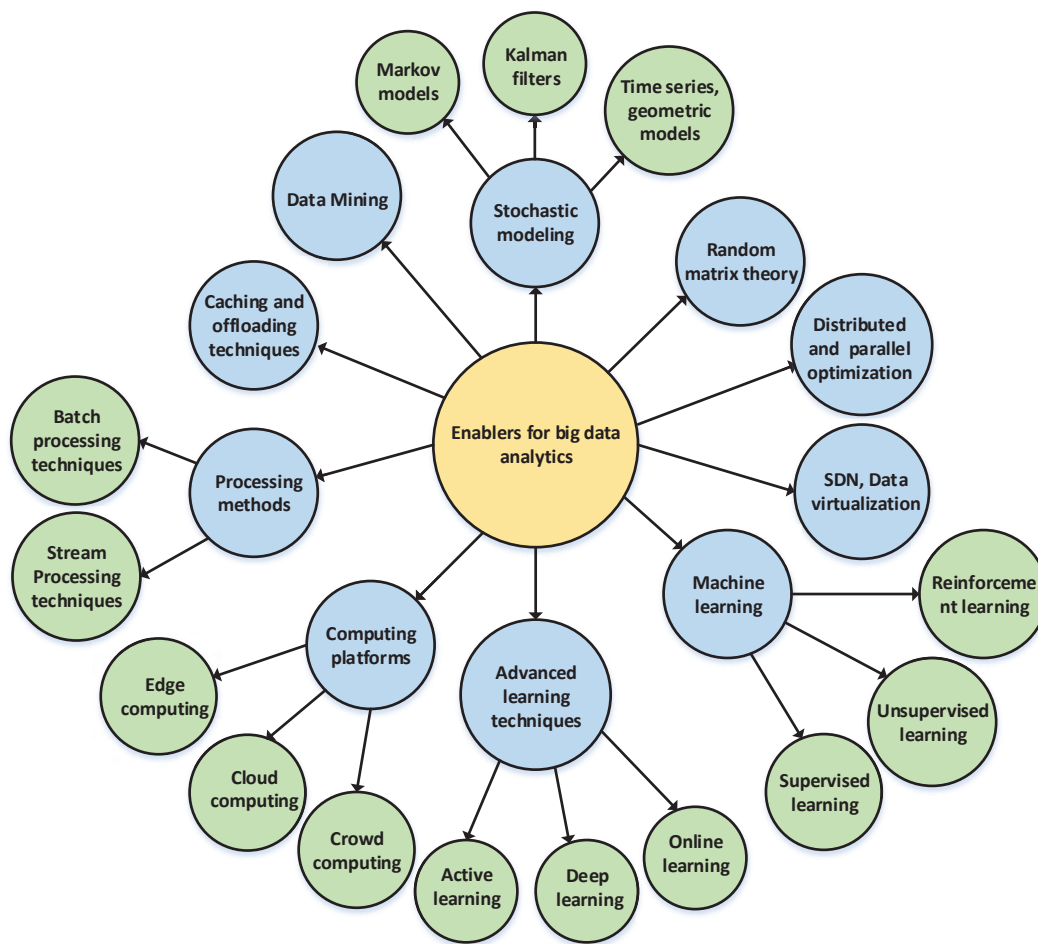 Markov
models
Kalman
filters
Time series,
geometric
models
Data Mining
Stochastic
modeling
Random
matrix theory
Caching and
offloading
techniques
Distributed
and parallel
optimization
Batch
processing
techniques
Enablers for big data
analytics
Processing
methods
SDN, Data
virtualization
Stream
Processing
techniques
Machine
learning
Reinforceme
nt learning
Computing
platforms
Advanced
learning
techniques
Edge
computing
Unsupervised
learning
Cloud
computing
Supervised
learning
Crowd
computing
Online
learning
Active
learning
Deep
learning